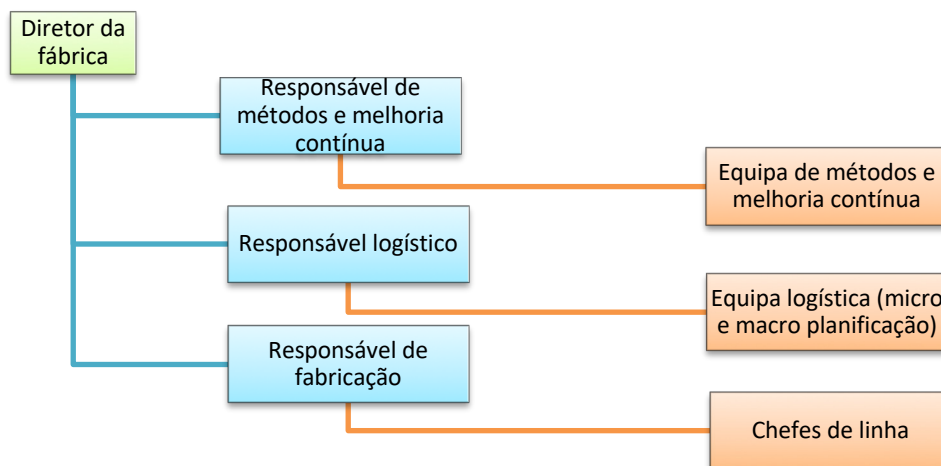 Diretor da
fábrica
Responsável de
métodos e melhoria
contínua
Equipa de métodos e
melhoria contínua
Responsável logístico
Equipa logística (micro
e macro planificação)
Responsável de
fabricação
Chefes de linha